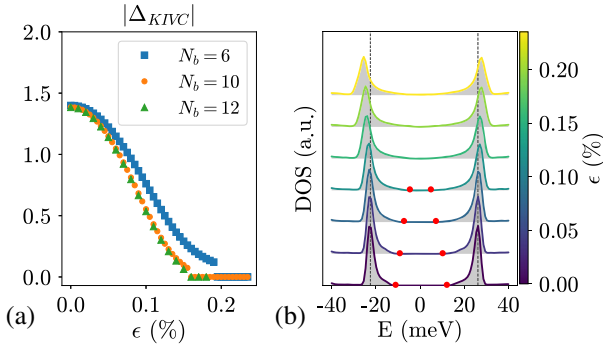 |Δ_{KIVC}|
2.0
1.5
1.0
0.5
0.0
N_b = 6
N_b = 10
N_b = 12
0.0 0.1 0.2
ϵ (%)
(a)
DOS (a.u.)
−40 −20 0 20 40
E (meV)
(b)
0.20
0.15
0.10
0.05
0.00
ϵ (%)